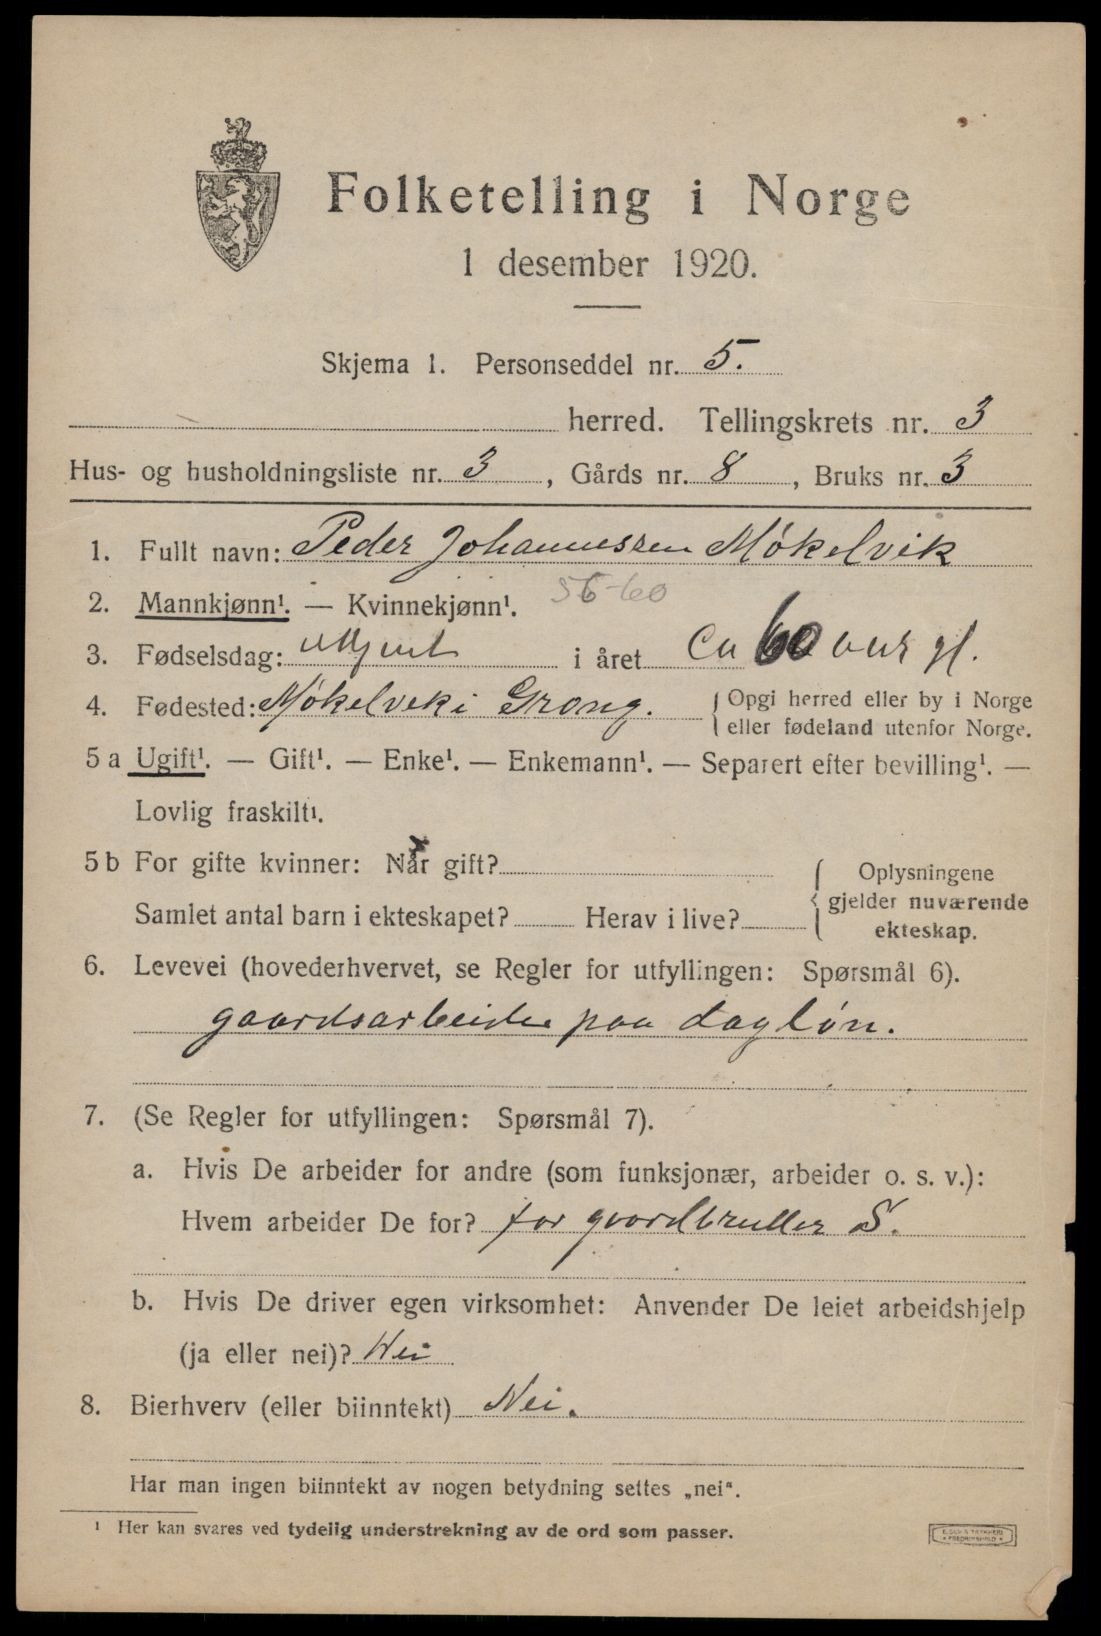 Folketelling i Norge
1 desember 1920.
Skjema 1. Personseddel nr. 5.
herred. Tellingskrets nr. 3
Hus- og husholdningsliste nr. 3, Gårds nr. 8, Bruks nr. 3
1. Fullt navn: Peder Johannessen Møkelvik
2. Mannkjønn¹. — Kvinnekjønn¹. 56-60
3. Fødselsdag: ukjent i året ca 60 aar gl.
4. Fødested: Møkelvik i Grong. { Opgi herred eller by i Norge
eller fødeland utenfor Norge.
5 a Ugift¹. — Gift¹. — Enke¹. — Enkemann¹. — Separert efter bevilling¹. —
Lovlig fraskilt¹.
5 b For gifte kvinner: Når gift?
Samlet antal barn i ekteskapet? Herav i live?
{ Oplysningene
gjelder nuværende
ekteskap.
6. Levevei (hovederhvervet, se Regler for utfyllingen: Spørsmål 6).
gaardsarbeider paa dagløn.
7. (Se Regler for utfyllingen: Spørsmål 7).
a. Hvis De arbeider for andre (som funksjonær, arbeider o. s. v.):
Hvem arbeider De for? for gaardbruker S.
b. Hvis De driver egen virksomhet: Anvender De leiet arbeidshjelp
(ja eller nei)? Nei
8. Bierhverv (eller biinntekt) Nei.
Har man ingen biinntekt av nogen betydning settes „nei“.
¹ Her kan svares ved tydelig understrekning av de ord som passer.